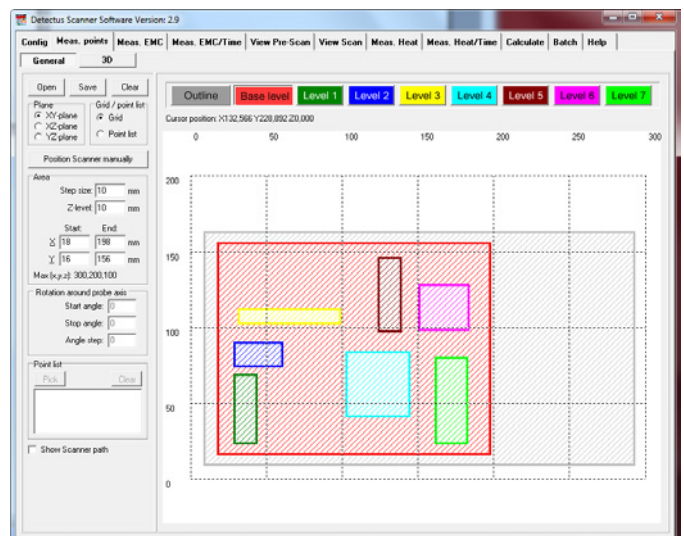 Detectus Scanner Software Version: 2.9
Config Meas. points Meas. EMC Meas. EMC/Time View Pre-Scan View Scan Meas. Heat Meas. Heat/Time Calculate Batch Help
General 3D
Open Save Clear
Plane Grid / point list
XY-plane Grid
XZ-plane Point list
YZ-plane
Position Scanner manually
Area
Step size: 10 mm
Z-level: 10 mm
Start: End:
X 18 198 mm
Y 16 156 mm
Max (x,y,z): 300,200,100
Rotation around probe axis
Start angle: 0
Stop angle: 0
Angle step: 0
Point list
Pick Clear
Show Scanner path
Outline Base level Level 1 Level 2 Level 3 Level 4 Level 5 Level 6 Level 7
Cursor position: X132,566 Y228,892 Z0,000
0 50 100 150 200 250 300
200
150
100
50
0